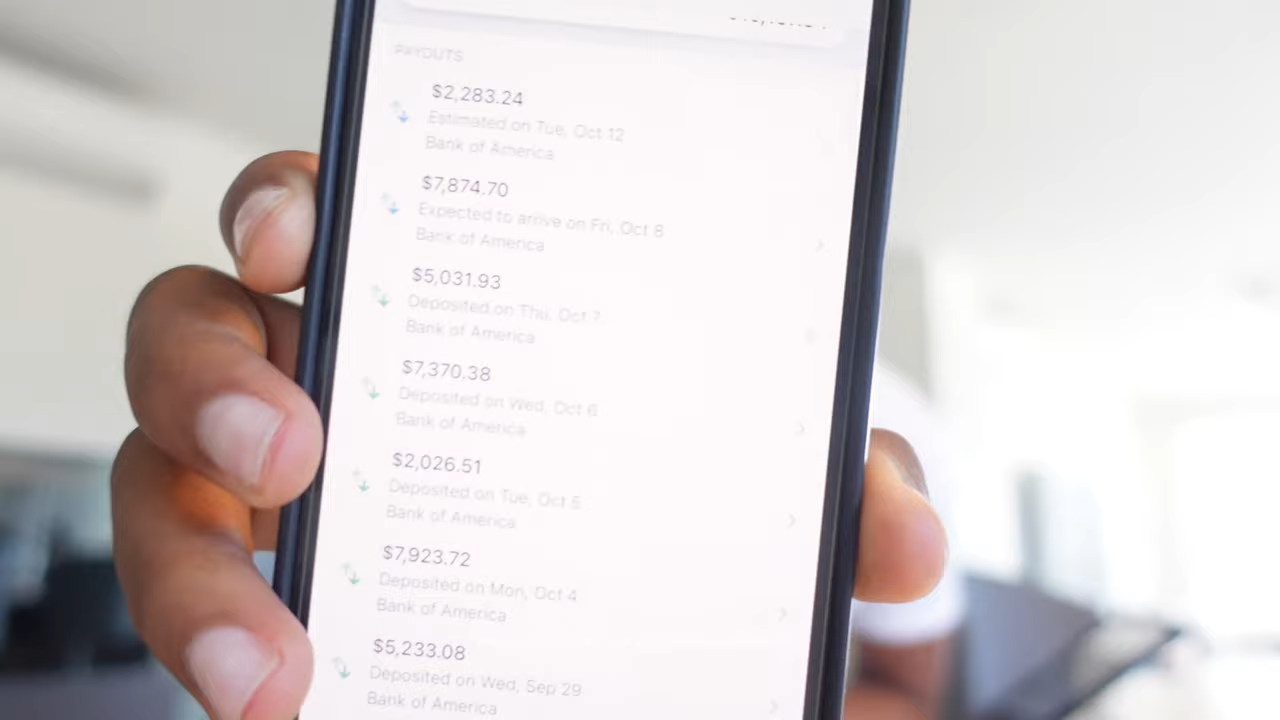 PAYOUTS
$2,283.24
Estimated on Tue, Oct 12
Bank of America
$7,874.70
Expected to arrive on Fri, Oct 8
Bank of America
$5,031.93
Deposited on Thu, Oct 7
Bank of America
$7,370.38
Deposited on Wed, Oct 6
Bank of America
$2,026.51
Deposited on Tue, Oct 5
Bank of America
$7,923.72
Deposited on Mon, Oct 4
Bank of America
$5,233.08
Deposited on Wed, Sep 29
Bank of America